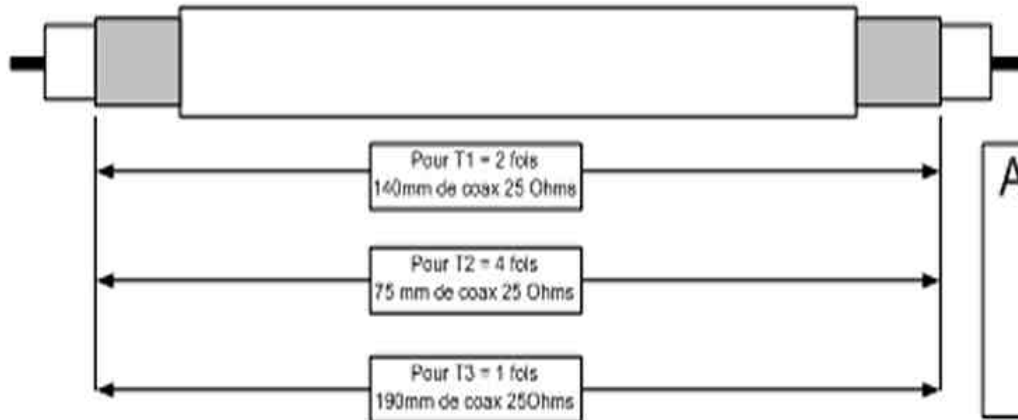 Pour T1 = 2 fois
140mm de coax 25 Ohms
Pour T2 = 4 fois
75 mm de coax 25 Ohms
Pour T3 = 1 fois
190mm de coax 25Ohms
A